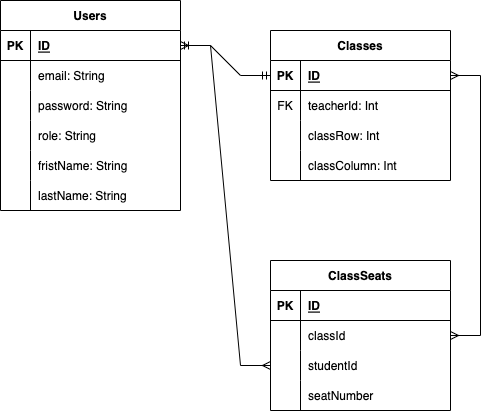 Users
PK ID
email: String
password: String
role: String
fristName: String
lastName: String
Classes
PK ID
FK teacherId: Int
classRow: Int
classColumn: Int
ClassSeats
PK ID
classId
studentId
seatNumber